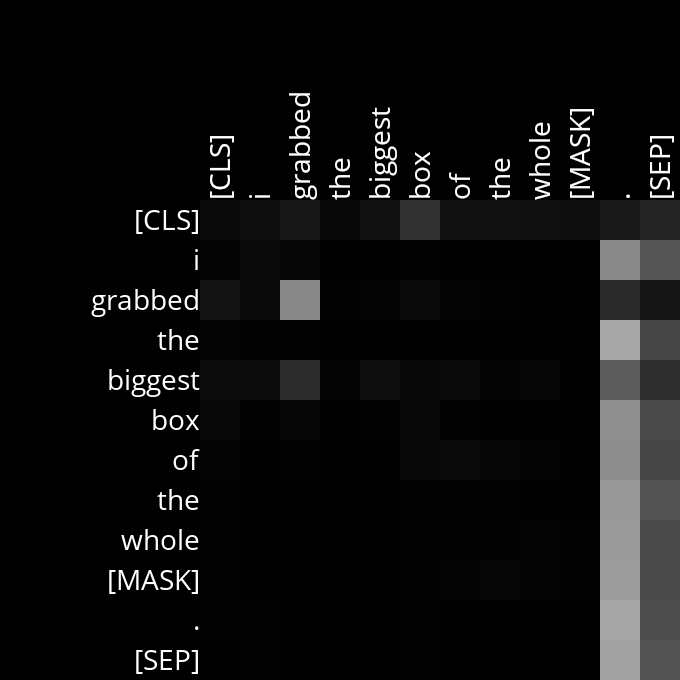 [CLS]
i
grabbed
the
biggest
box
of
the
whole
[MASK]
.
[SEP]
[CLS]
i
grabbed
the
biggest
box
of
the
whole
[MASK]
.
[SEP]